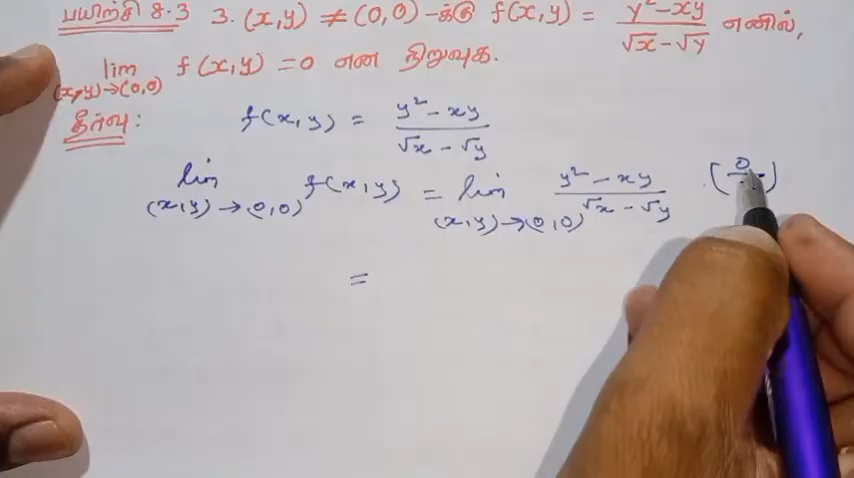 பயிற்சி 8.3 3. (x,y) ≠ (0,0) -க்கு f(x,y) = (y² - xy)/(√x - √y) எனில்,
lim (x,y)→(0,0) f(x,y) = 0 என நிறுவுக.
தீர்வு: f(x,y) = (y² - xy)/(√x - √y)
lim (x,y)→(0,0) f(x,y) = lim (x,y)→(0,0) (y² - xy)/(√x - √y) (0/
=